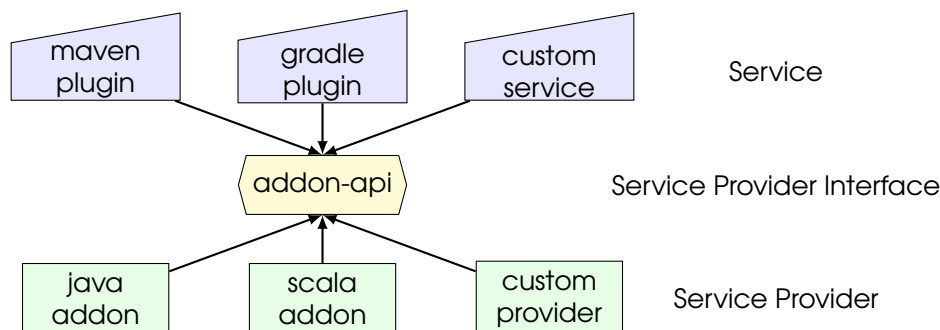 maven
plugin
gradle
plugin
custom
service
Service
addon-api
Service Provider Interface
java
addon
scala
addon
custom
provider
Service Provider